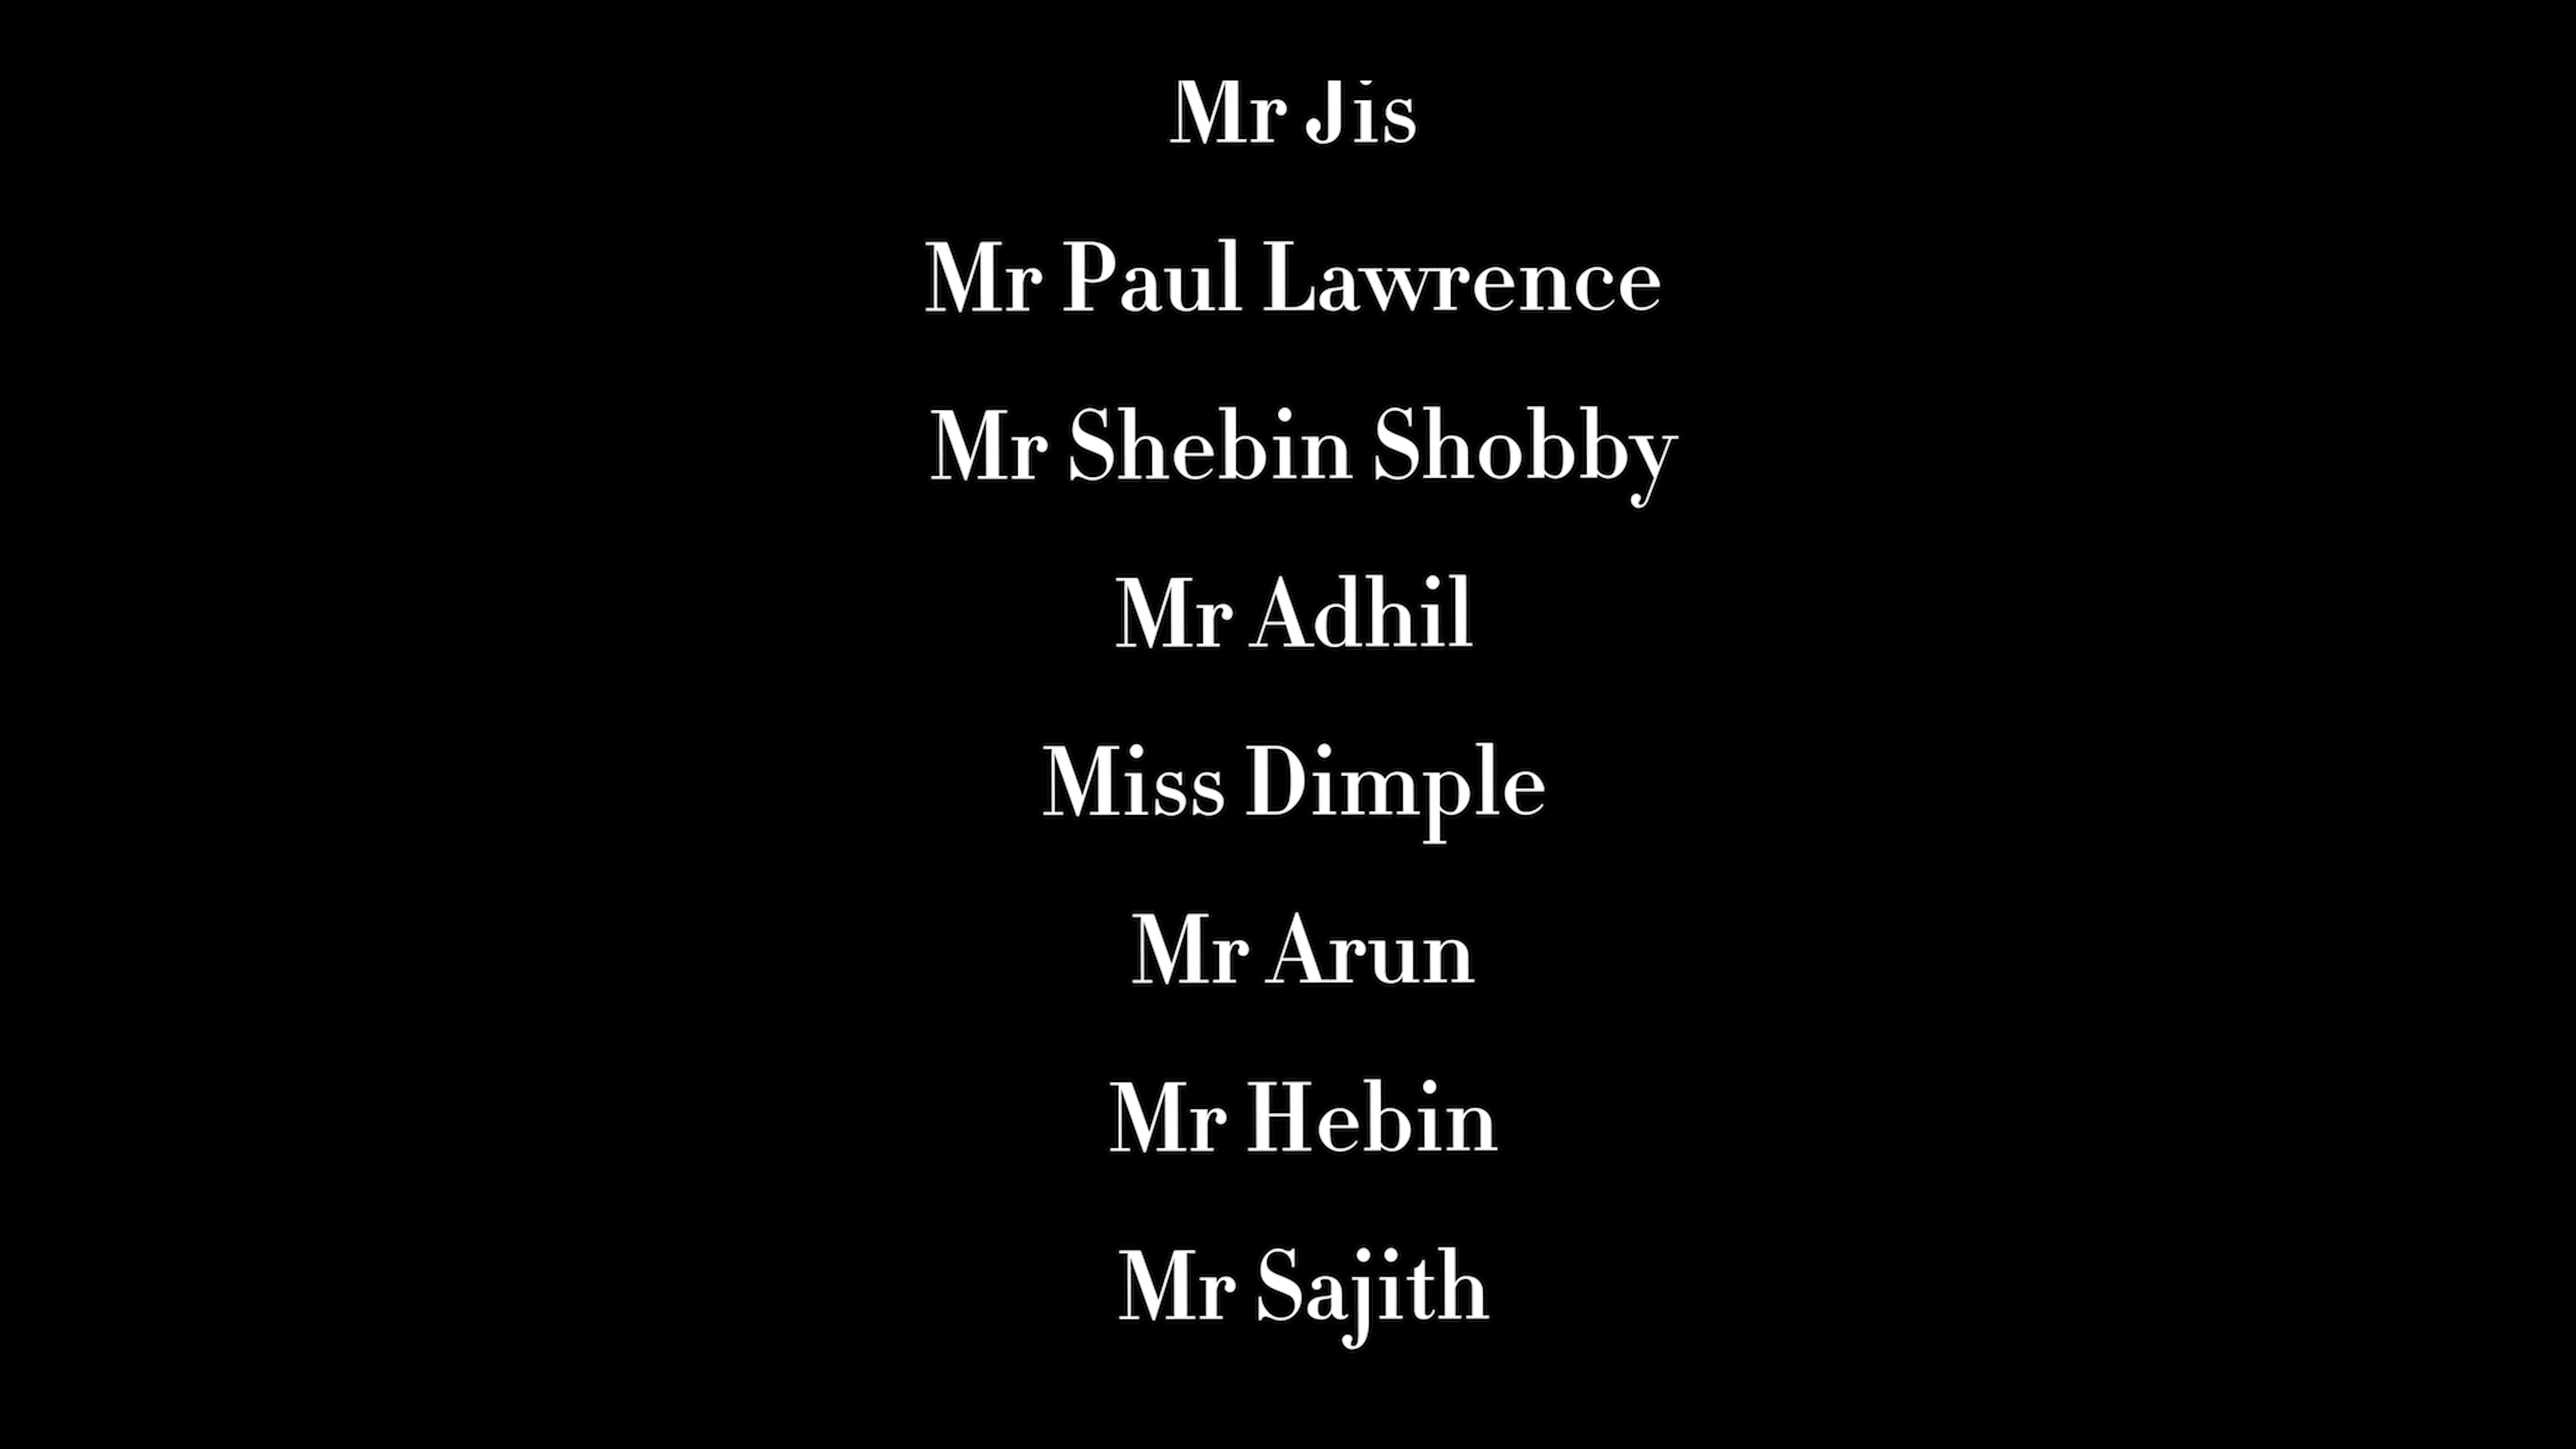 Mr Jis
Mr Paul Lawrence
Mr Shebin Shobby
Mr Adhil
Miss Dimple
Mr Arun
Mr Hebin
Mr Sajith